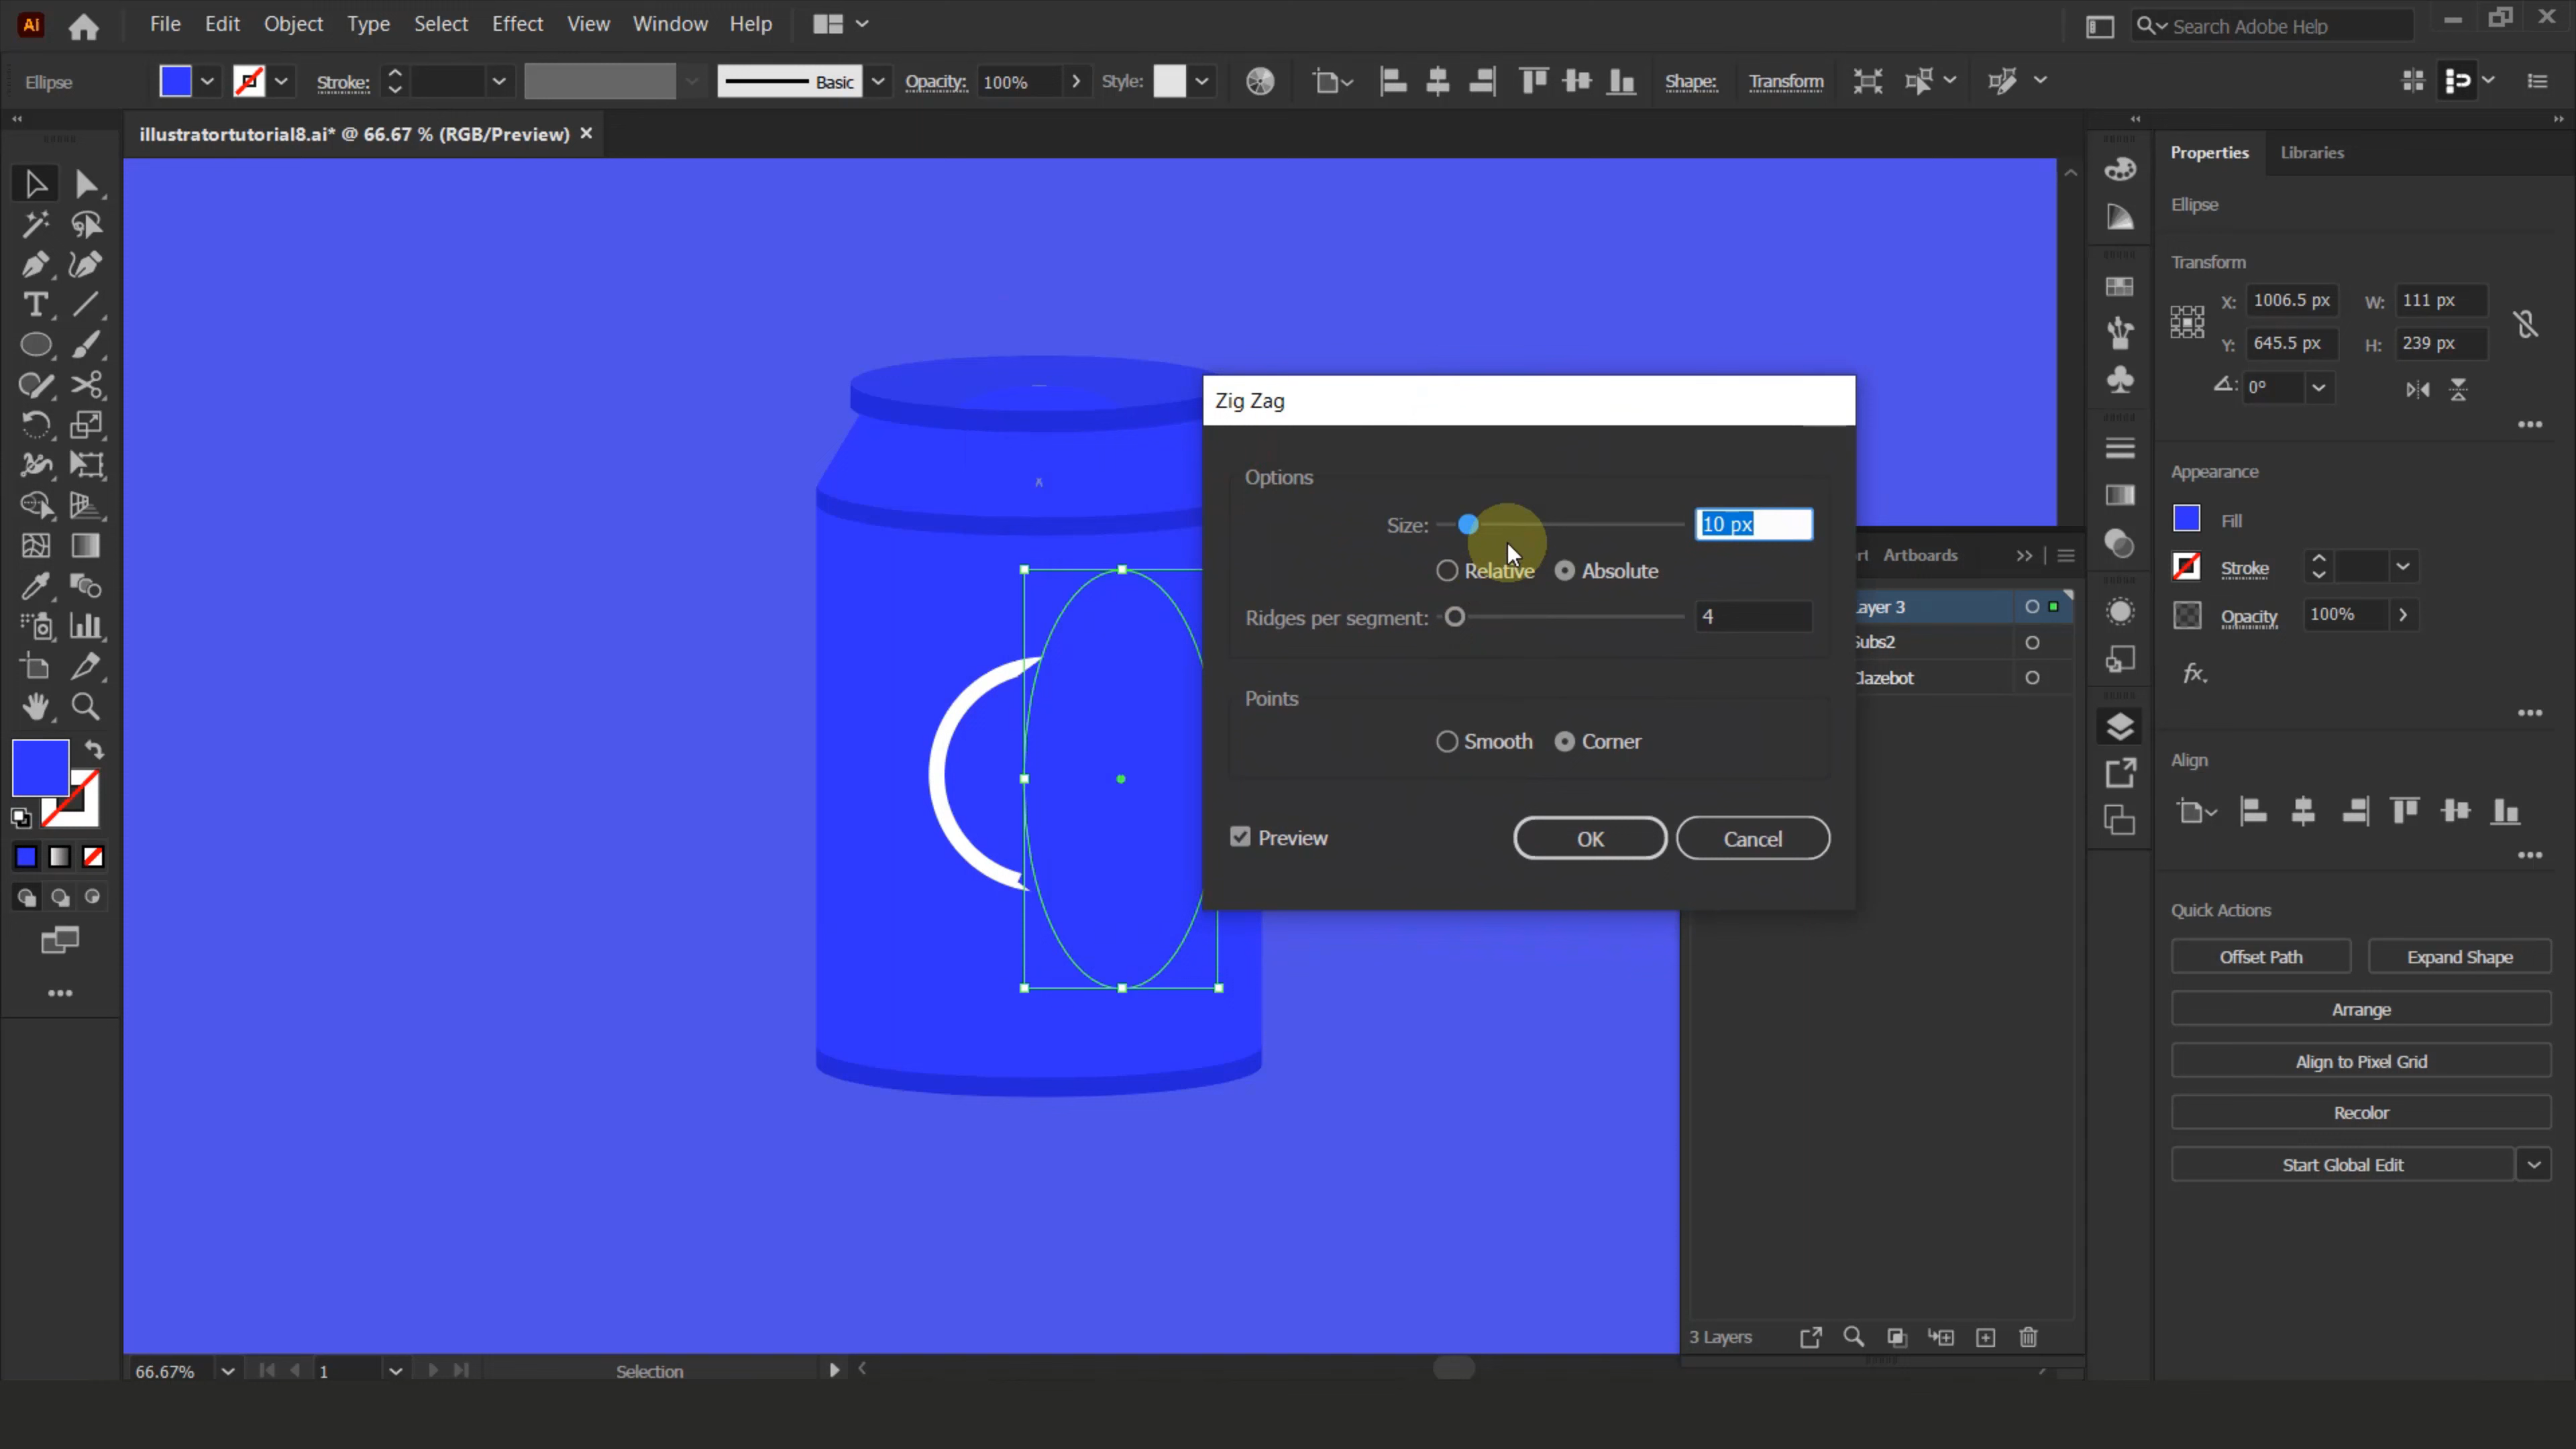 Ai File Edit Object Type Select Effect View Window Help Search Adobe Help
Ellipse Stroke: Basic Opacity: 100% Style: Shape: Transform
illustratortutorial8.ai* @ 66.67 % (RGB/Preview)
Properties Libraries
Ellipse
Transform
X: 1006.5 px W: 111 px
Y: 645.5 px H: 239 px
0°
Appearance
Fill
Stroke
Opacity 100%
fx.
Align
Quick Actions
Offset Path Expand Shape
Arrange
Align to Pixel Grid
Recolor
Start Global Edit
Zig Zag
Options
Size: 10 px
Relative Absolute
Ridges per segment: 4
Points
Smooth Corner
Preview OK Cancel
rt Artboards
ayer 3
Subs2
lazebot
3 Layers
66.67% 1 Selection